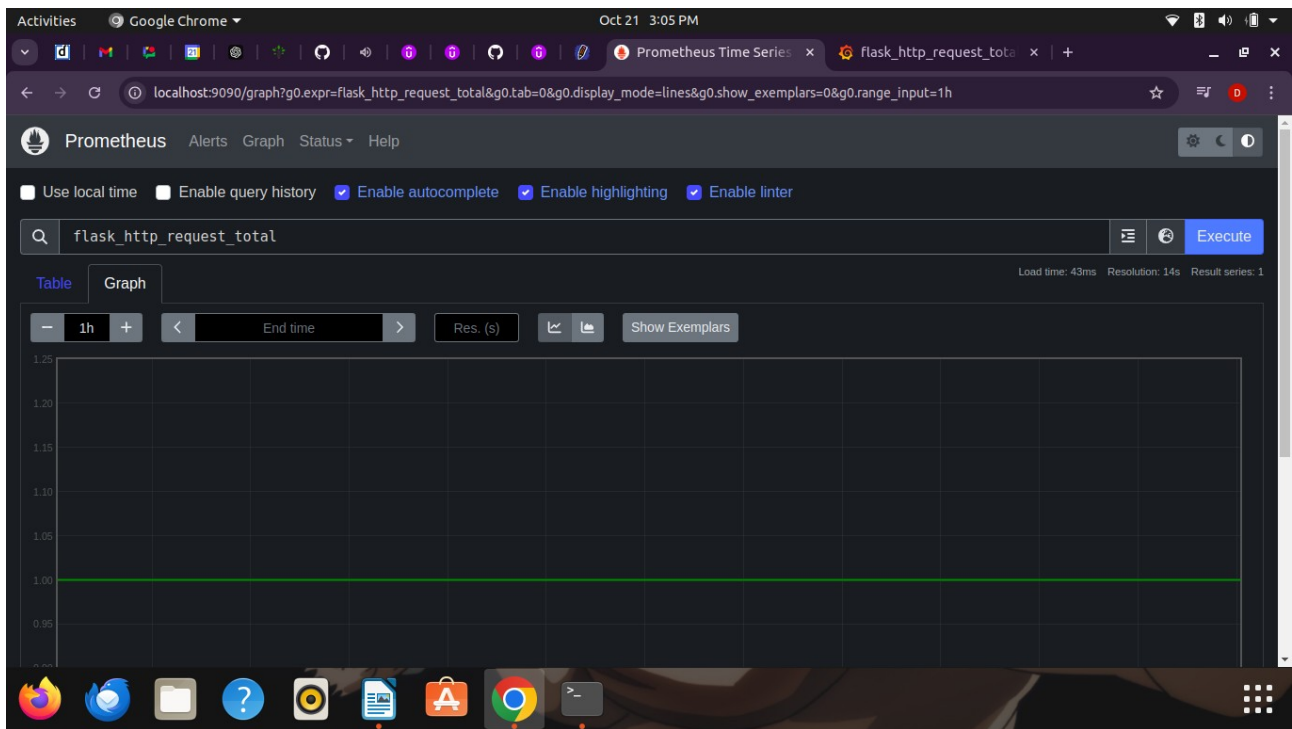 Activities Google Chrome Oct 21 3:05 PM
Prometheus Time Series flask_http_request_tota
localhost:9090/graph?g0.expr=flask_http_request_total&g0.tab=0&g0.display_mode=lines&g0.show_exemplars=0&g0.range_input=1h D
Prometheus Alerts Graph Status Help
Use local time Enable query history Enable autocomplete Enable highlighting Enable linter
flask_http_request_total Execute
Table Graph Load time: 43ms Resolution: 14s Result series: 1
1h End time Res. (s) Show Exemplars
1.25
1.20
1.15
1.10
1.05
1.00
0.95